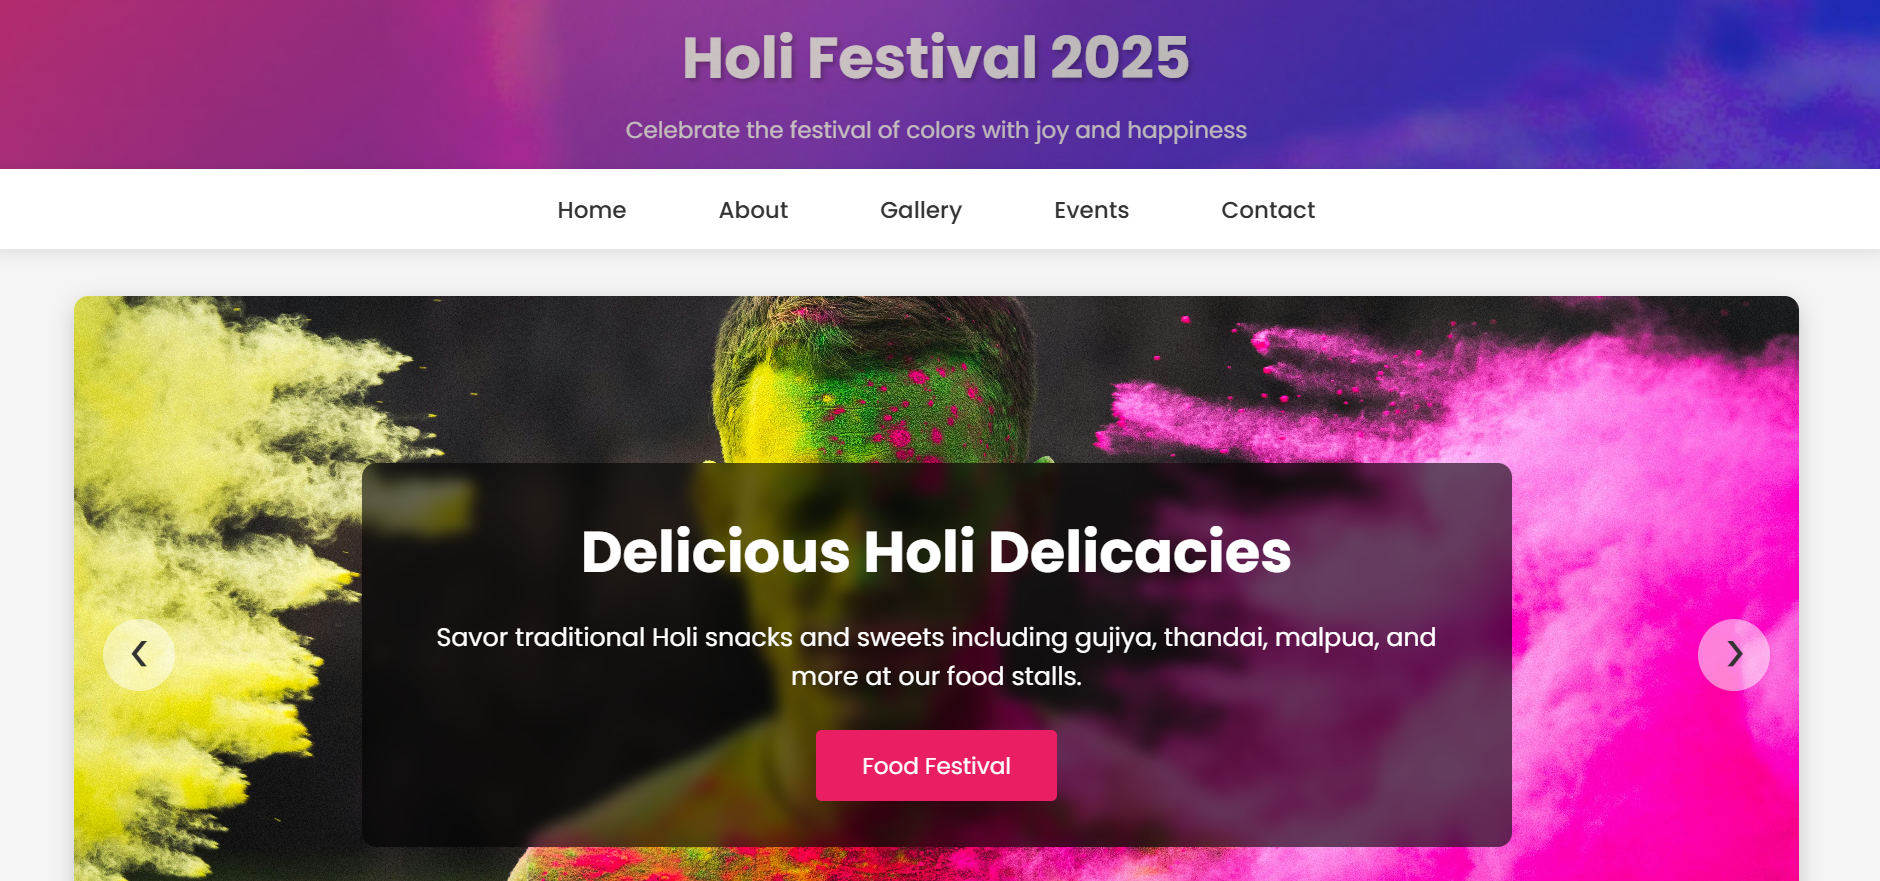 Holi Festival 2025
Celebrate the festival of colors with joy and happiness
Home About Gallery Events Contact
Delicious Holi Delicacies
Savor traditional Holi snacks and sweets including gujiya, thandai, malpua, and
more at our food stalls.
❮ ❯
Food Festival